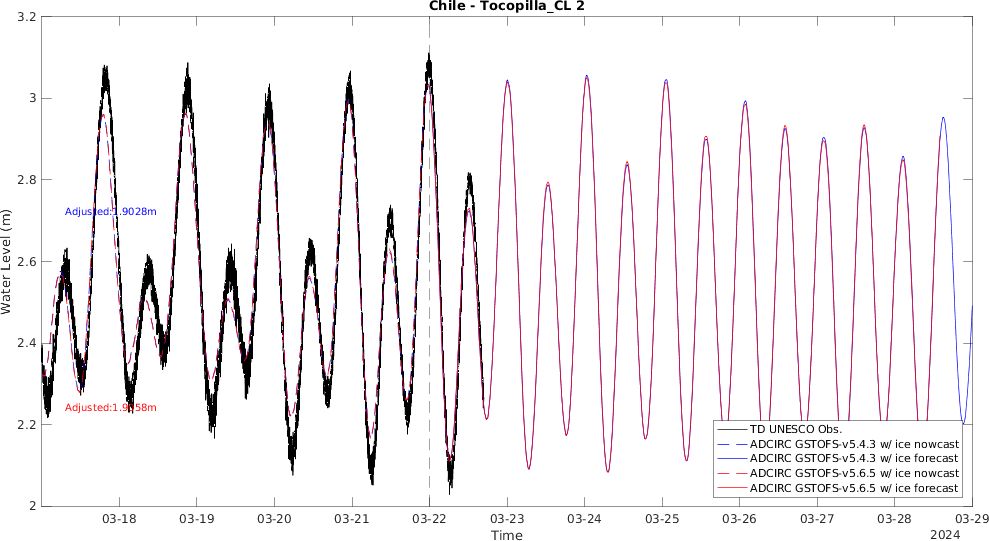 Chile - Tocopilla_CL 2
Water Level (m)
3.2
3
2.8
2.6
2.4
2.2
2
Adjusted:1.9028m
TD UNESCO Obs.
ADCIRC GSTOFS-v5.4.3 w/ ice nowcast
ADCIRC GSTOFS-v5.4.3 w/ ice forecast
ADCIRC GSTOFS-v5.6.5 w/ ice nowcast
ADCIRC GSTOFS-v5.6.5 w/ ice forecast
03-18 03-19 03-20 03-21 03-22 03-23 03-24 03-25 03-26 03-27 03-28 03-29
Time
2024